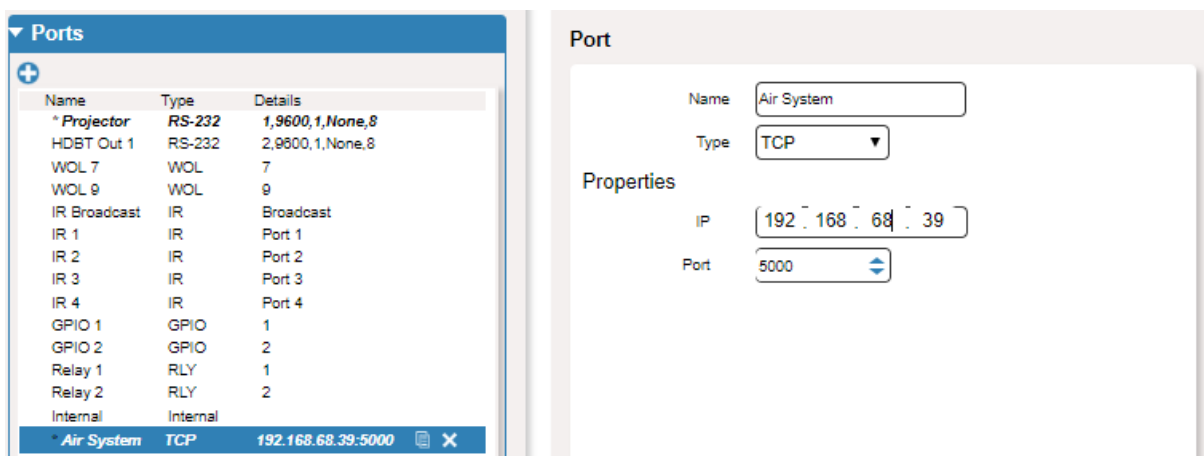 Ports
Name Type Details
* Projector RS-232 1,9600,1,None,8
HDBT Out 1 RS-232 2,9600,1,None,8
WOL 7 WOL 7
WOL 9 WOL 9
IR Broadcast IR Broadcast
IR 1 IR Port 1
IR 2 IR Port 2
IR 3 IR Port 3
IR 4 IR Port 4
GPIO 1 GPIO 1
GPIO 2 GPIO 2
Relay 1 RLY 1
Relay 2 RLY 2
Internal Internal
* Air System TCP 192.168.68.39:5000
Port
Name Air System
Type TCP
Properties
IP 192 . 168 . 68 . 39
Port 5000